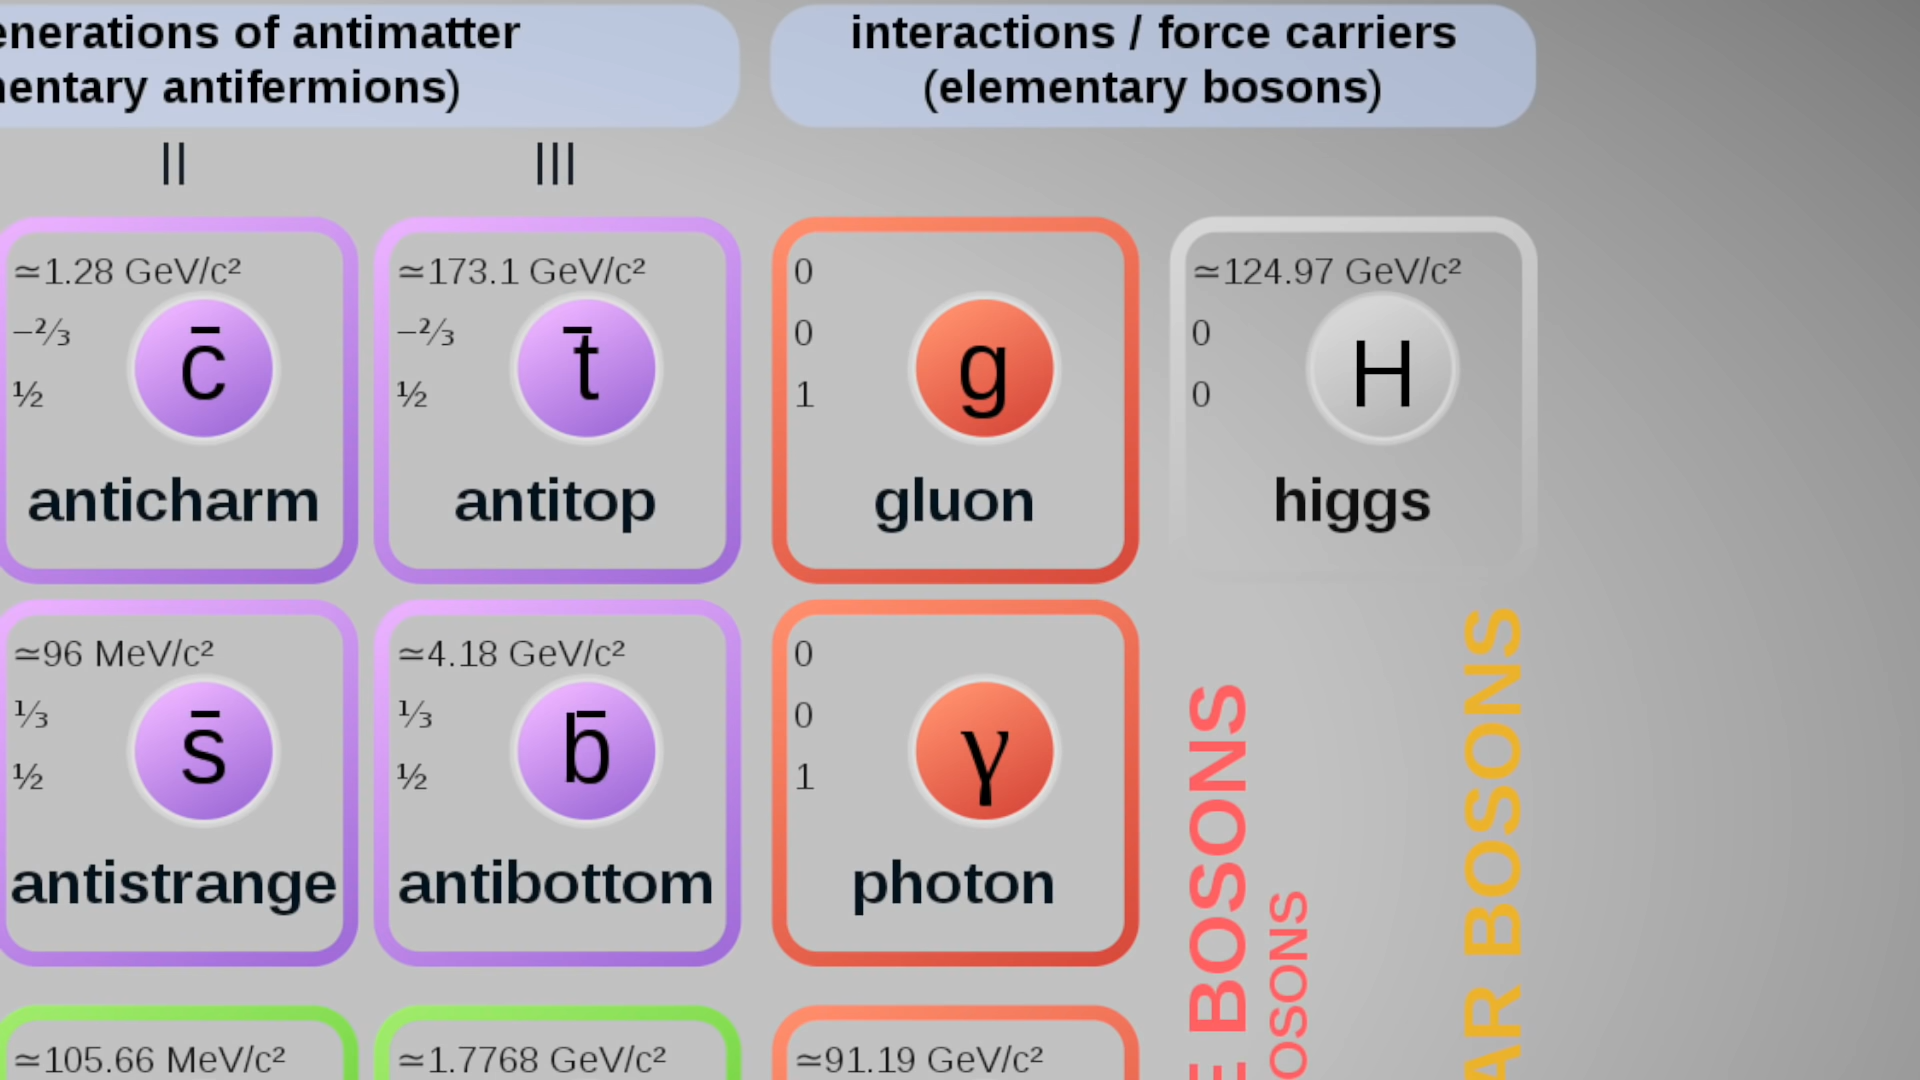 enerations of antimatter
mentary antifermions)
interactions / force carriers
(elementary bosons)
II
III
≃1.28 GeV/c²
−⅔
½
c̄
anticharm
≃173.1 GeV/c²
−⅔
½
t̄
antitop
0
0
1
g
gluon
≃124.97 GeV/c²
0
0
H
higgs
≃96 MeV/c²
⅓
½
s̄
antistrange
≃4.18 GeV/c²
⅓
½
b̄
antibottom
0
0
1
γ
photon
E BOSONS
OSONS
AR BOSONS
≃105.66 MeV/c²
≃1.7768 GeV/c²
≃91.19 GeV/c²